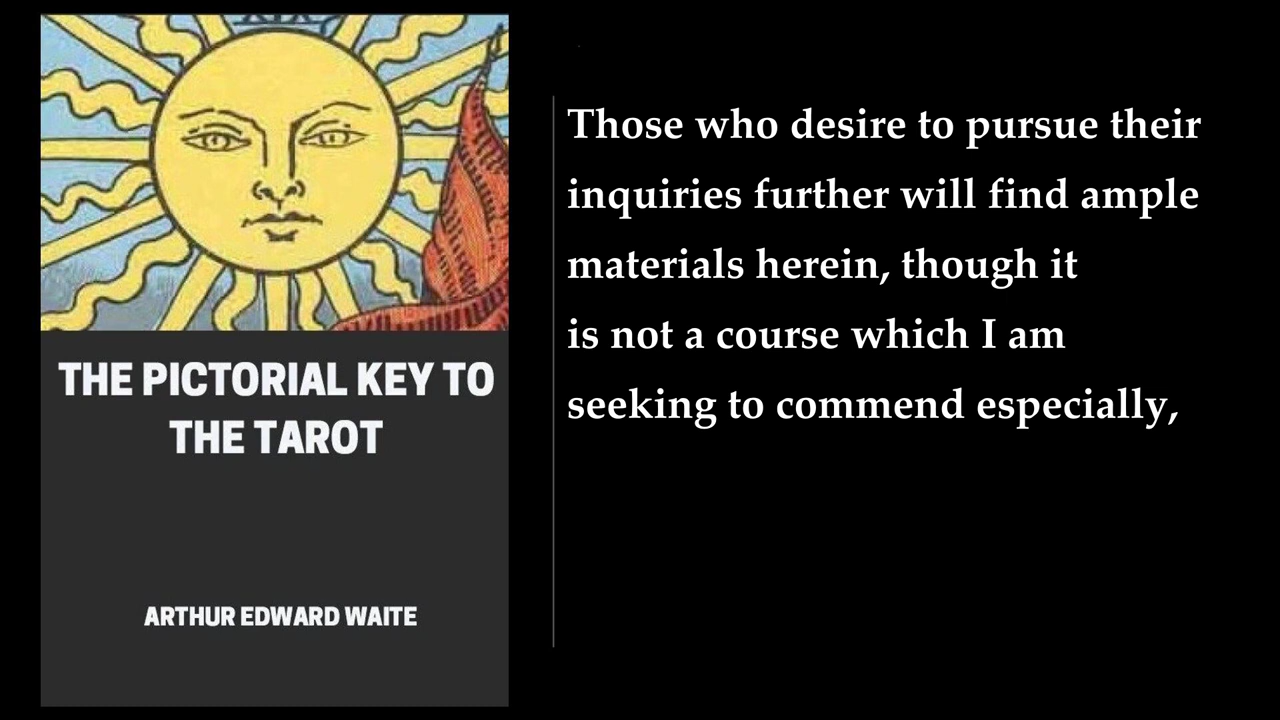 XIX
THE PICTORIAL KEY TO
THE TAROT
ARTHUR EDWARD WAITE
Those who desire to pursue their
inquiries further will find ample
materials herein, though it
is not a course which I am
seeking to commend especially,